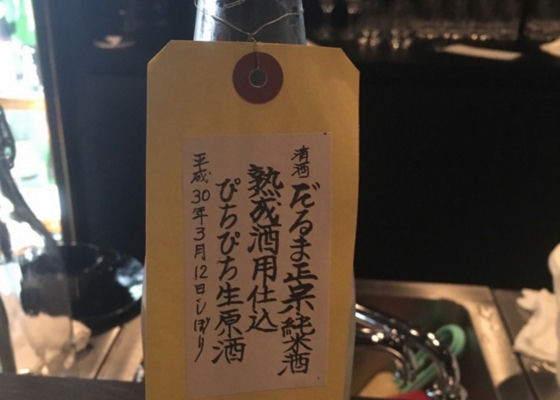 清酒 だるま正宗 純米酒
熟成酒用仕込
ぴちぴち生原酒
平成30年3月12日しぼり